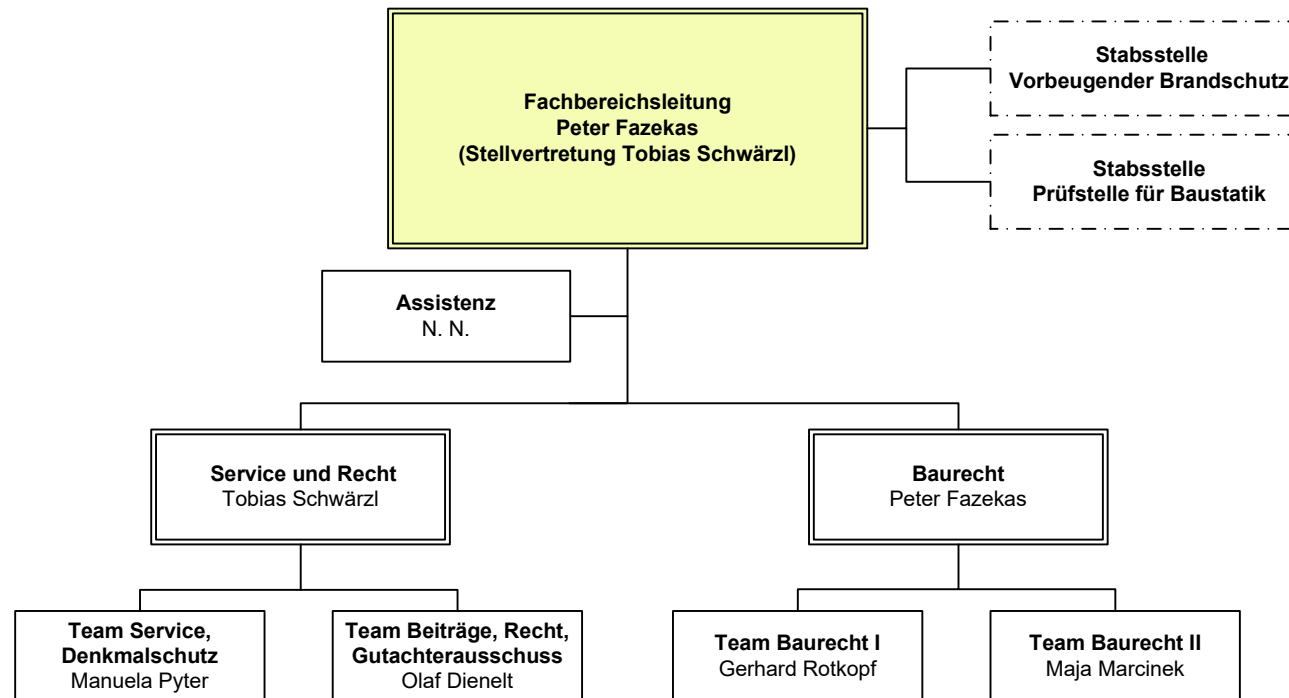 Fachbereichsleitung
Peter Fazekas
(Stellvertretung Tobias Schwärzl)
Stabsstelle
Vorbeugender Brandschutz
Stabsstelle
Prüfstelle für Baustatik
Assistenz
N. N.
Service und Recht
Tobias Schwärzl
Baurecht
Peter Fazekas
Team Service,
Denkmalschutz
Manuela Pyter
Team Beiträge, Recht,
Gutachterausschuss
Olaf Dienelt
Team Baurecht I
Gerhard Rotkopf
Team Baurecht II
Maja Marcinek